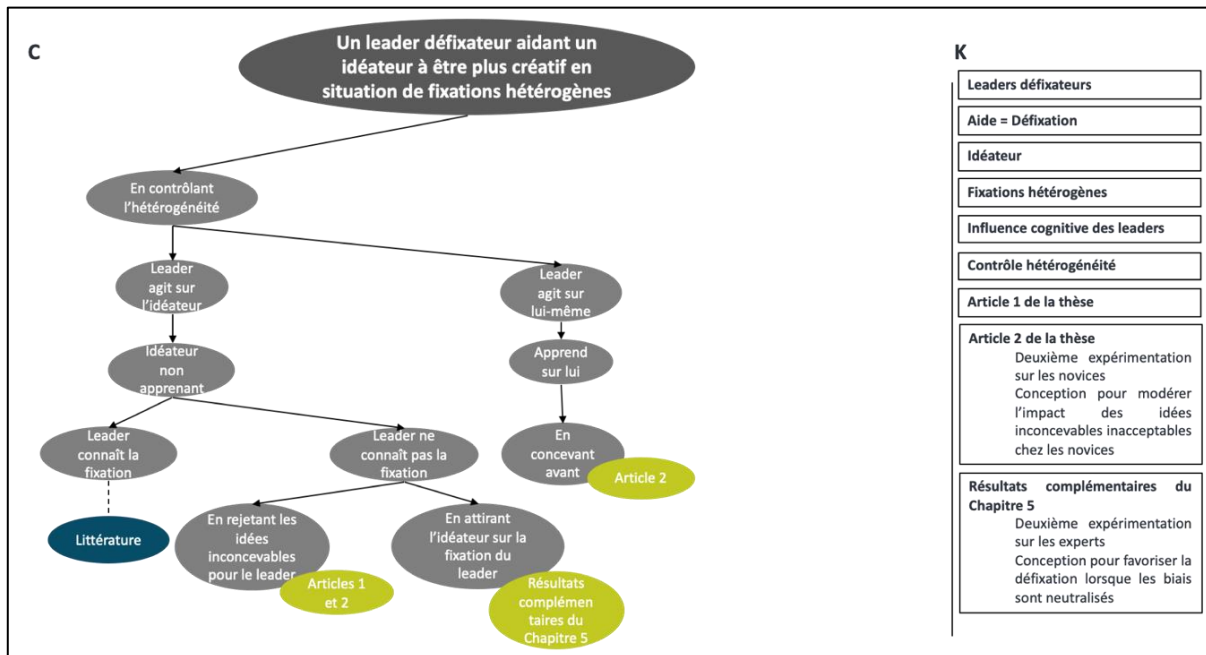 C
Un leader défixateur aidant un
idéateur à être plus créatif en
situation de fixations hétérogènes
En contrôlant
l'hétérogénéité
Leader
agit sur
l'idéateur
Leader
agit sur
lui-même
Idéateur
non
apprenant
Apprend
sur lui
Leader
connaît la
fixation
Leader ne
connaît pas la
fixation
En
concevant
avant
Article 2
Littérature
En rejetant les
idées
inconcevables
pour le leader
Articles 1
et 2
En attirant
l'idéateur sur la
fixation du
leader
Résultats
complémen
taires du
Chapitre 5
K
Leaders défixateurs
Aide = Défixation
Idéateur
Fixations hétérogènes
Influence cognitive des leaders
Contrôle hétérogénéité
Article 1 de la thèse
Article 2 de la thèse
Deuxième expérimentation
sur les novices
Conception pour modérer
l'impact des idées
inconcevables inacceptables
chez les novices
Résultats complémentaires du
Chapitre 5
Deuxième expérimentation
sur les experts
Conception pour favoriser la
défixation lorsque les biais
sont neutralisés